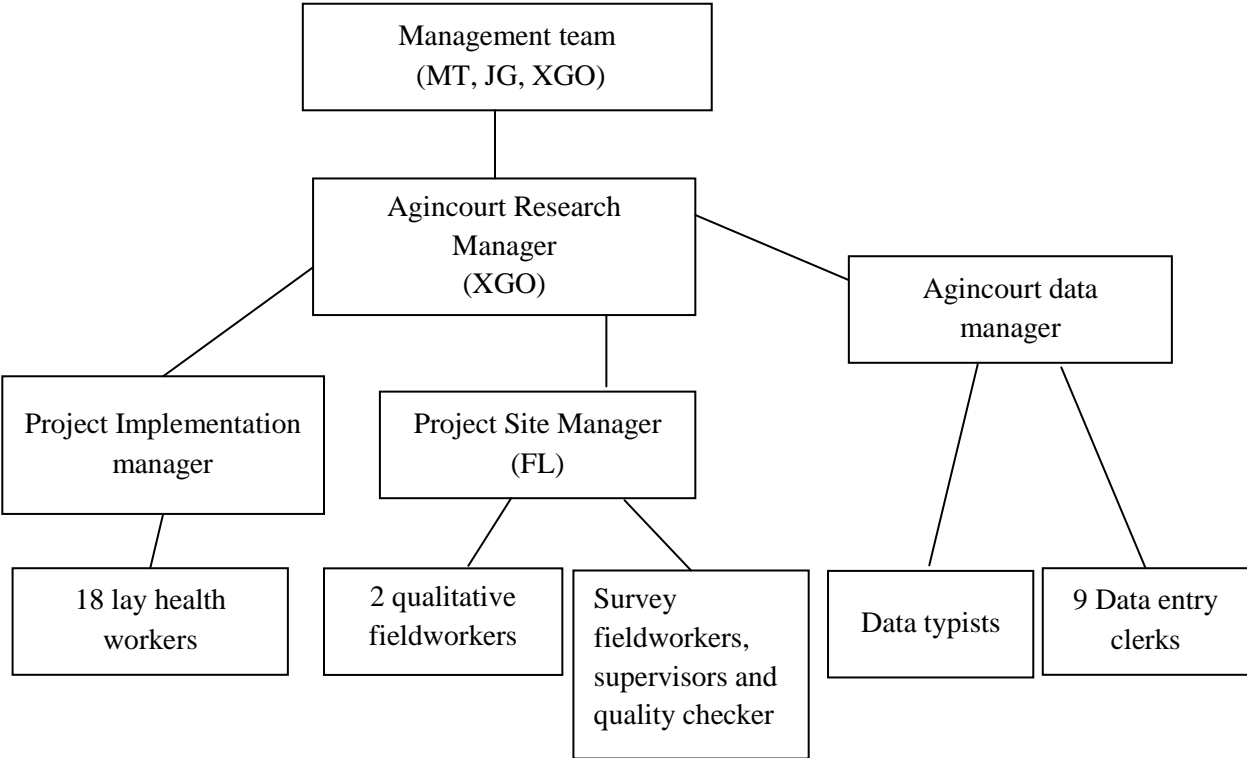 Management team
(MT, JG, XGO)
Agincourt Research
Manager
(XGO)
Agincourt data
manager
Project Implementation
manager
Project Site Manager
(FL)
18 lay health
workers
2 qualitative
fieldworkers
Survey
fieldworkers,
supervisors and
quality checker
Data typists
9 Data entry
clerks